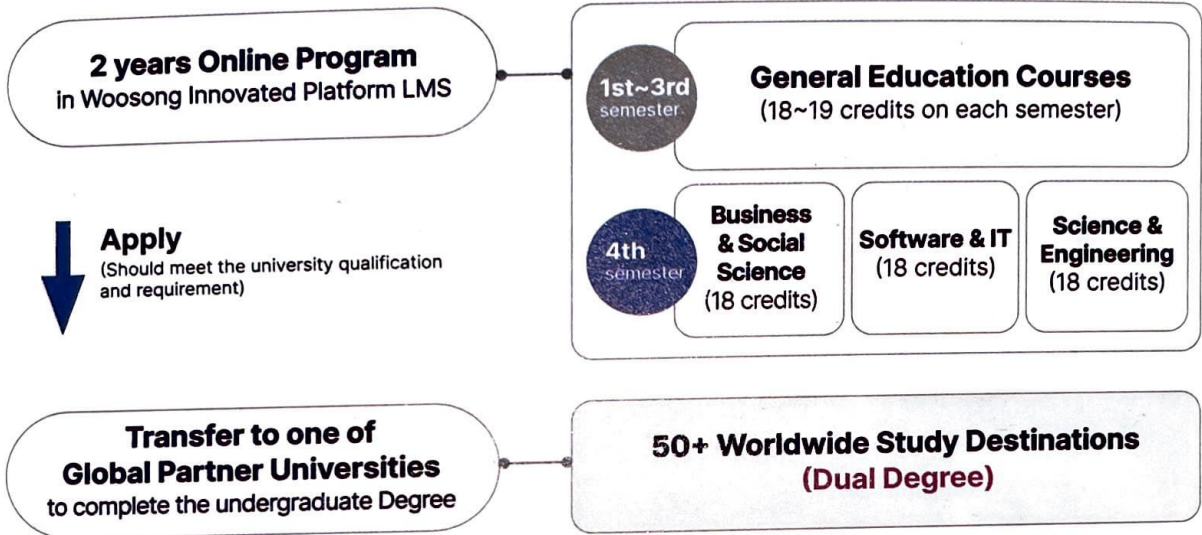 2 years Online Program
in Woosong Innovated Platform LMS
1st~3rd
semester
General Education Courses
(18~19 credits on each semester)
Apply
(Should meet the university qualification
and requirement)
4th
semester
Business
& Social
Science
(18 credits)
Software & IT
(18 credits)
Science &
Engineering
(18 credits)
Transfer to one of
Global Partner Universities
to complete the undergraduate Degree
50+ Worldwide Study Destinations
(Dual Degree)